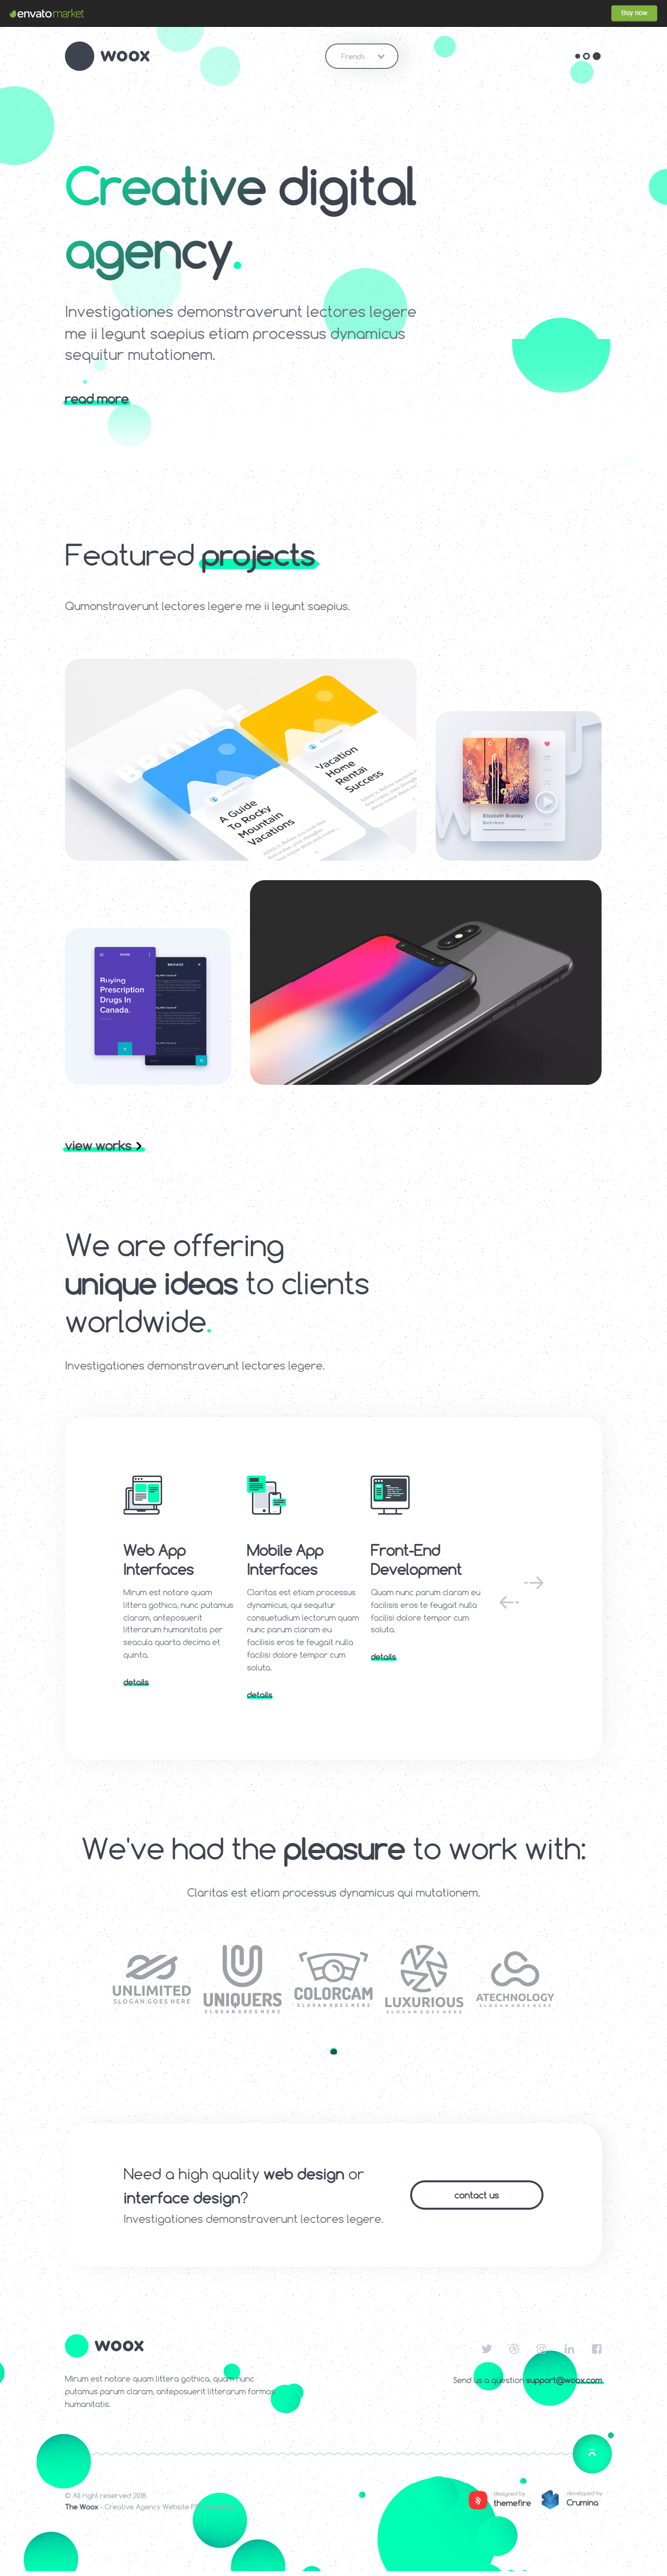 envatomarket
Buy now
woox
French
Creative digital
agency.
Investigationes demonstraverunt lectores legere
me ii legunt saepius etiam processus dynamicus
sequitur mutationem.
read more
Featured projects
Qumonstraverunt lectores legere me ii legunt saepius.
BROWSE
A Guide
To Rocky
Mountain
Vacations
Vacation
Home
Rental
Success
Elizabeth Bradley
Buying
Prescription
Drugs In
Canada.
view works
We are offering
unique ideas to clients
worldwide.
Investigationes demonstraverunt lectores legere.
Web App
Interfaces
Mirum est notare quam
littera gothica, nunc putamus
claram, anteposuerit
litterarum humanitatis per
seacula quarta decima et
quinta.
details
Mobile App
Interfaces
Claritas est etiam processus
dynamicus, qui sequitur
consuetudium lectorum quam
nunc parum claram eu
facilisis eros te feugait nulla
facilisi dolore tempor cum
soluta.
details
Front-End
Development
Quam nunc parum claram eu
facilisis eros te feugait nulla
facilisi dolore tempor cum
soluta.
details
We've had the pleasure to work with:
Claritas est etiam processus dynamicus qui mutationem.
UNLIMITED
SLOGAN GOES HERE
UNIQUERS
SLOGAN GOES HERE
COLORCAM
SLOGAN GOES HERE
LUXURIOUS
SLOGAN GOES HERE
ATECHNOLOGY
SLOGAN GOES HERE
Need a high quality web design or
interface design?
Investigationes demonstraverunt lectores legere.
contact us
woox
Mirum est notare quam littera gothica, quam nunc
putamus parum claram, anteposuerit litterarum formas
humanitatis.
Send us a question support@woox.com
© All right reserved 2018.
The Woox - Creative Agency Website
designed by
themefire
developed by
Crumina